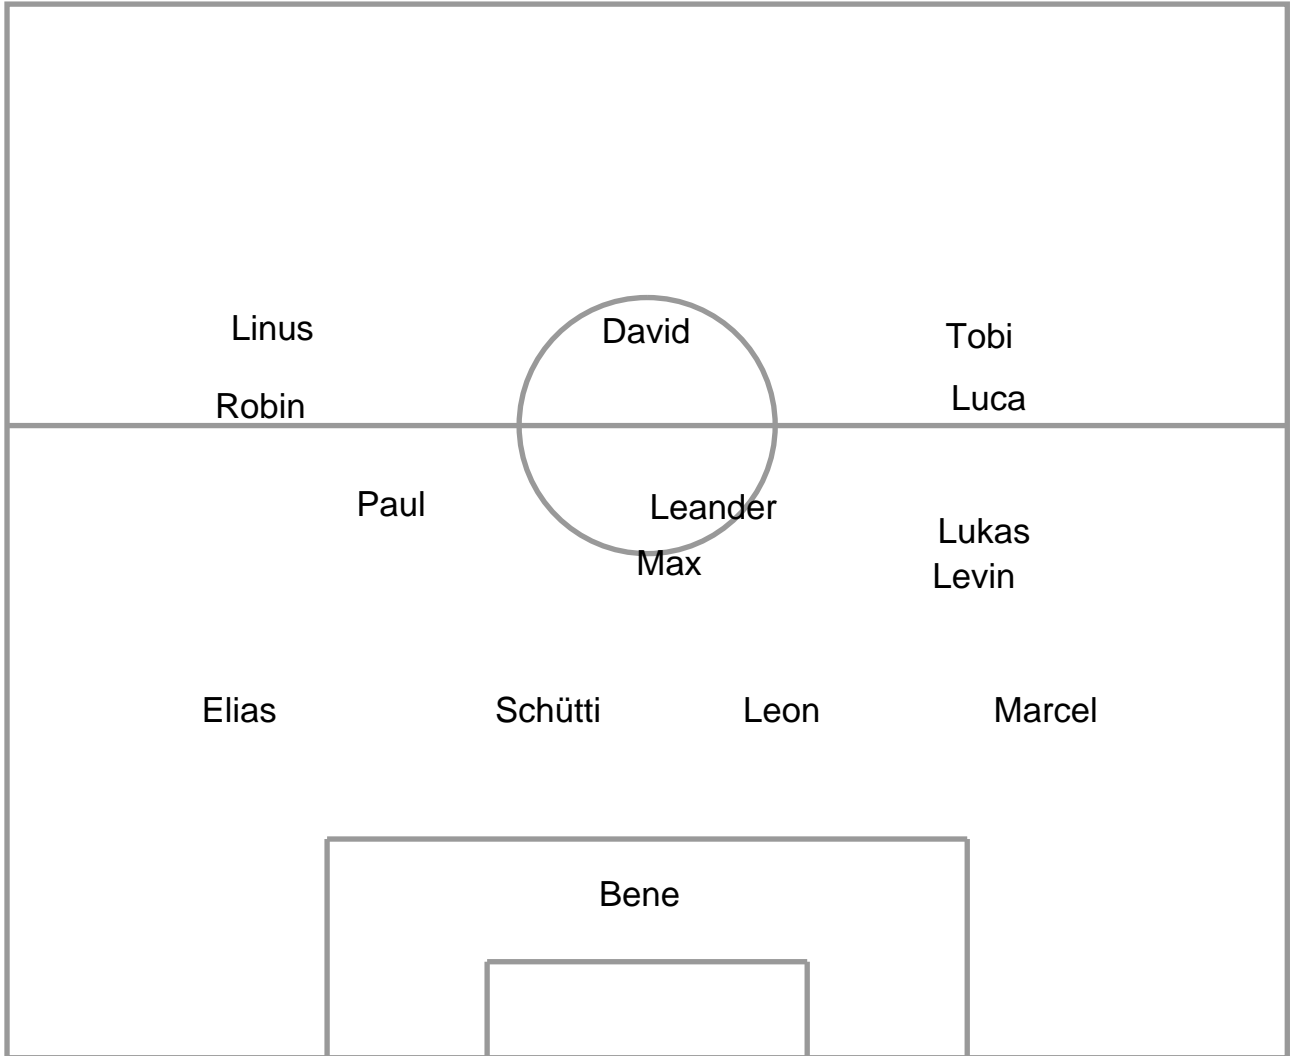 Linus
David
Tobi
Robin
Luca
Paul
Leander
Lukas
Max
Levin
Elias
Schütti
Leon
Marcel
Bene